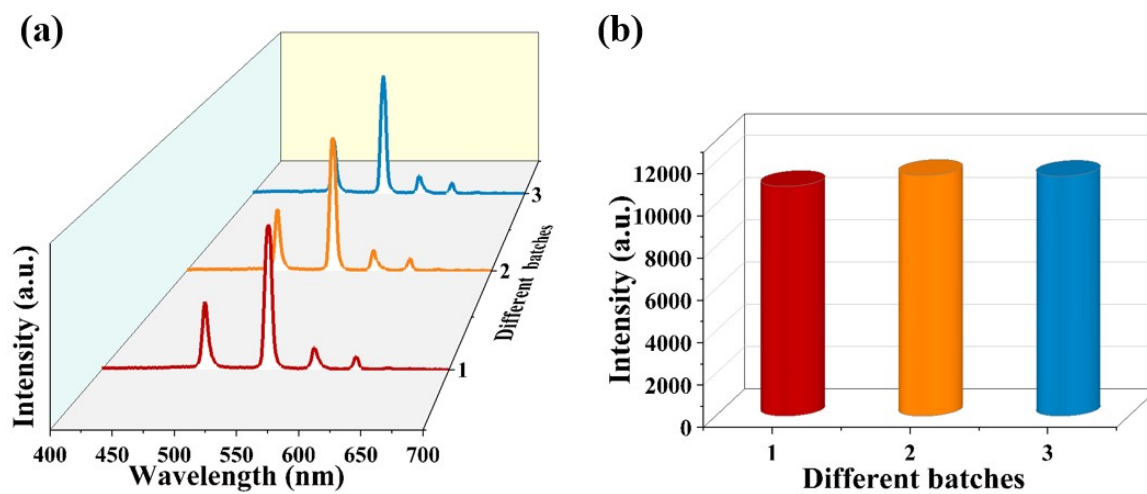 (a)
Intensity (a.u.)
400 450 500 550 600 650 700
Wavelength (nm)
1
2
3
Different batches
(b)
12000
10000
8000
6000
4000
2000
0
Intensity (a.u.)
1 2 3
Different batches